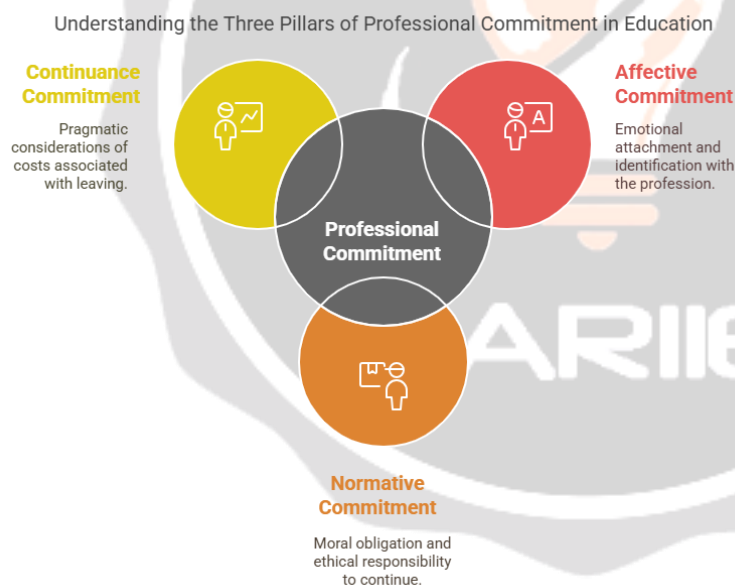 Understanding the Three Pillars of Professional Commitment in Education
Continuance
Commitment
Pragmatic
considerations of
costs associated
with leaving.
Affective
Commitment
Emotional
attachment and
identification with
the profession.
A
Professional
Commitment
Normative
Commitment
Moral obligation and
ethical responsibility
to continue.